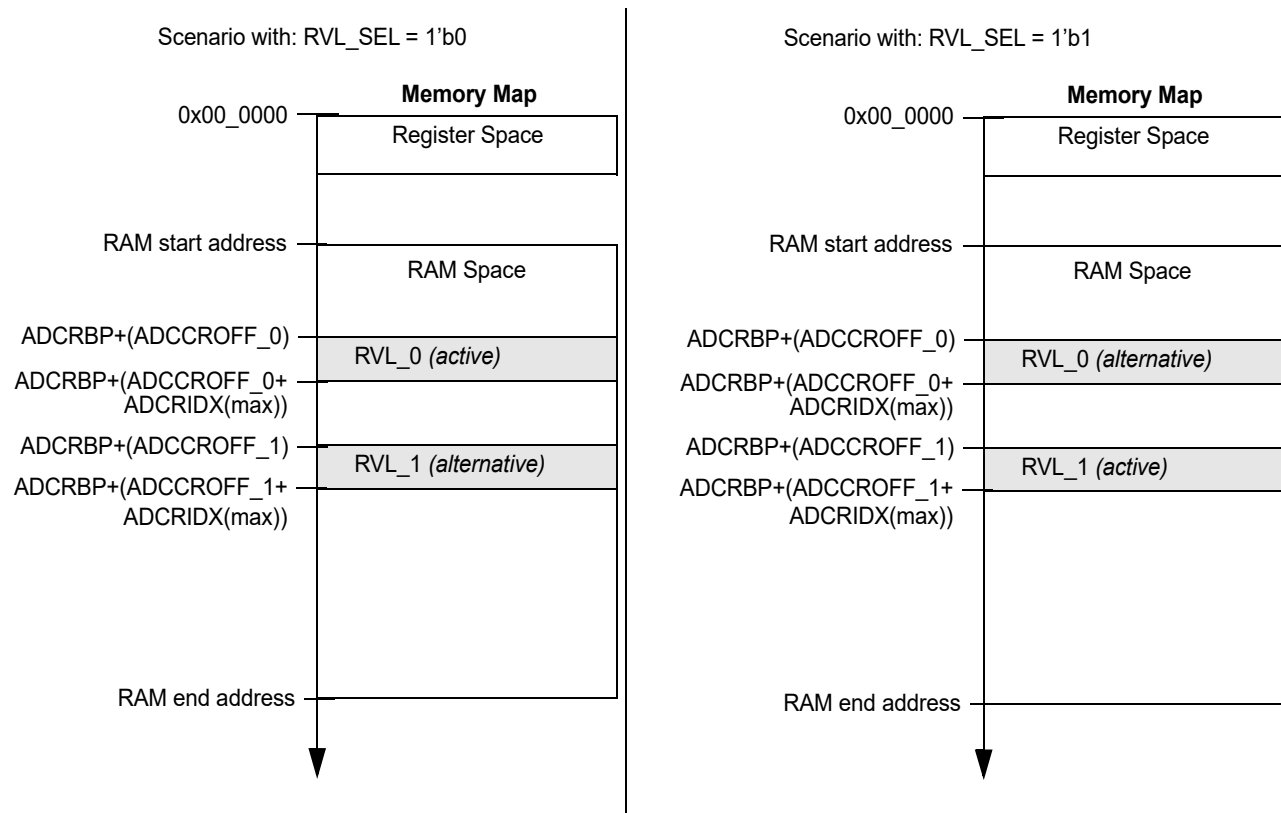 Scenario with: RVL_SEL = 1'b0
Memory Map
0x00_0000
Register Space
RAM start address
RAM Space
ADCRBP+(ADCCROFF_0)
RVL_0 (active)
ADCRBP+(ADCCROFF_0+
ADCRIDX(max))
ADCRBP+(ADCCROFF_1)
RVL_1 (alternative)
ADCRBP+(ADCCROFF_1+
ADCRIDX(max))
RAM end address
Scenario with: RVL_SEL = 1'b1
Memory Map
0x00_0000
Register Space
RAM start address
RAM Space
ADCRBP+(ADCCROFF_0)
RVL_0 (alternative)
ADCRBP+(ADCCROFF_0+
ADCRIDX(max))
ADCRBP+(ADCCROFF_1)
RVL_1 (active)
ADCRBP+(ADCCROFF_1+
ADCRIDX(max))
RAM end address